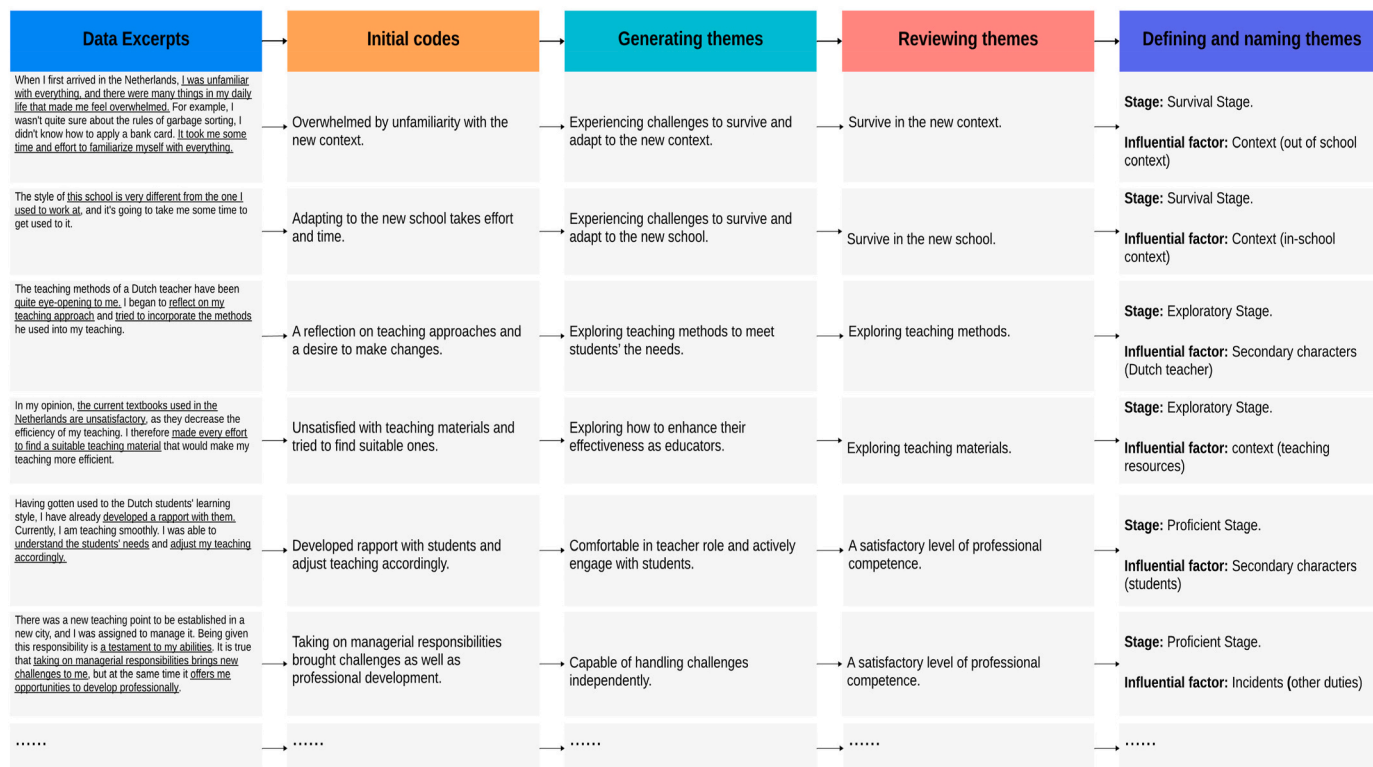 Data Excerpts
Initial codes
Generating themes
Reviewing themes
Defining and naming themes
When I first arrived in the Netherlands, I was unfamiliar
with everything, and there were many things in my daily
life that made me feel overwhelmed. For example, I
wasn't quite sure about the rules of garbage sorting, I
didn't know how to apply a bank card. It took me some
time and effort to familiarize myself with everything.
Overwhelmed by unfamiliarity with the
new context.
Experiencing challenges to survive and
adapt to the new context.
Survive in the new context.
Stage: Survival Stage.
Influential factor: Context (out of school
context)
The style of this school is very different from the one I
used to work at, and it's going to take me some time to
get used to it.
Adapting to the new school takes effort
and time.
Experiencing challenges to survive and
adapt to the new school.
Survive in the new school.
Stage: Survival Stage.
Influential factor: Context (in-school
context)
The teaching methods of a Dutch teacher have been
quite eye-opening to me. I began to reflect on my
teaching approach and tried to incorporate the methods
he used into my teaching.
A reflection on teaching approaches and
a desire to make changes.
Exploring teaching methods to meet
students' the needs.
Exploring teaching methods.
Stage: Exploratory Stage.
Influential factor: Secondary characters
(Dutch teacher)
In my opinion, the current textbooks used in the
Netherlands are unsatisfactory, as they decrease the
efficiency of my teaching. I therefore made every effort
to find a suitable teaching material that would make my
teaching more efficient.
Unsatisfied with teaching materials and
tried to find suitable ones.
Exploring how to enhance their
effectiveness as educators.
Exploring teaching materials.
Stage: Exploratory Stage.
Influential factor: context (teaching
resources)
Having gotten used to the Dutch students' learning
style, I have already developed a rapport with them.
Currently, I am teaching smoothly. I was able to
understand the students' needs and adjust my teaching
accordingly.
Developed rapport with students and
adjust teaching accordingly.
Comfortable in teacher role and actively
engage with students.
A satisfactory level of professional
competence.
Stage: Proficient Stage.
Influential factor: Secondary characters
(students)
There was a new teaching point to be established in a
new city, and I was assigned to manage it. Being given
this responsibility is a testament to my abilities. It is true
that taking on managerial responsibilities brings new
challenges to me, but at the same time it offers me
opportunities to develop professionally.
Taking on managerial responsibilities
brought challenges as well as
professional development.
Capable of handling challenges
independently.
A satisfactory level of professional
competence.
Stage: Proficient Stage.
Influential factor: Incidents (other duties)
......
......
......
......
......